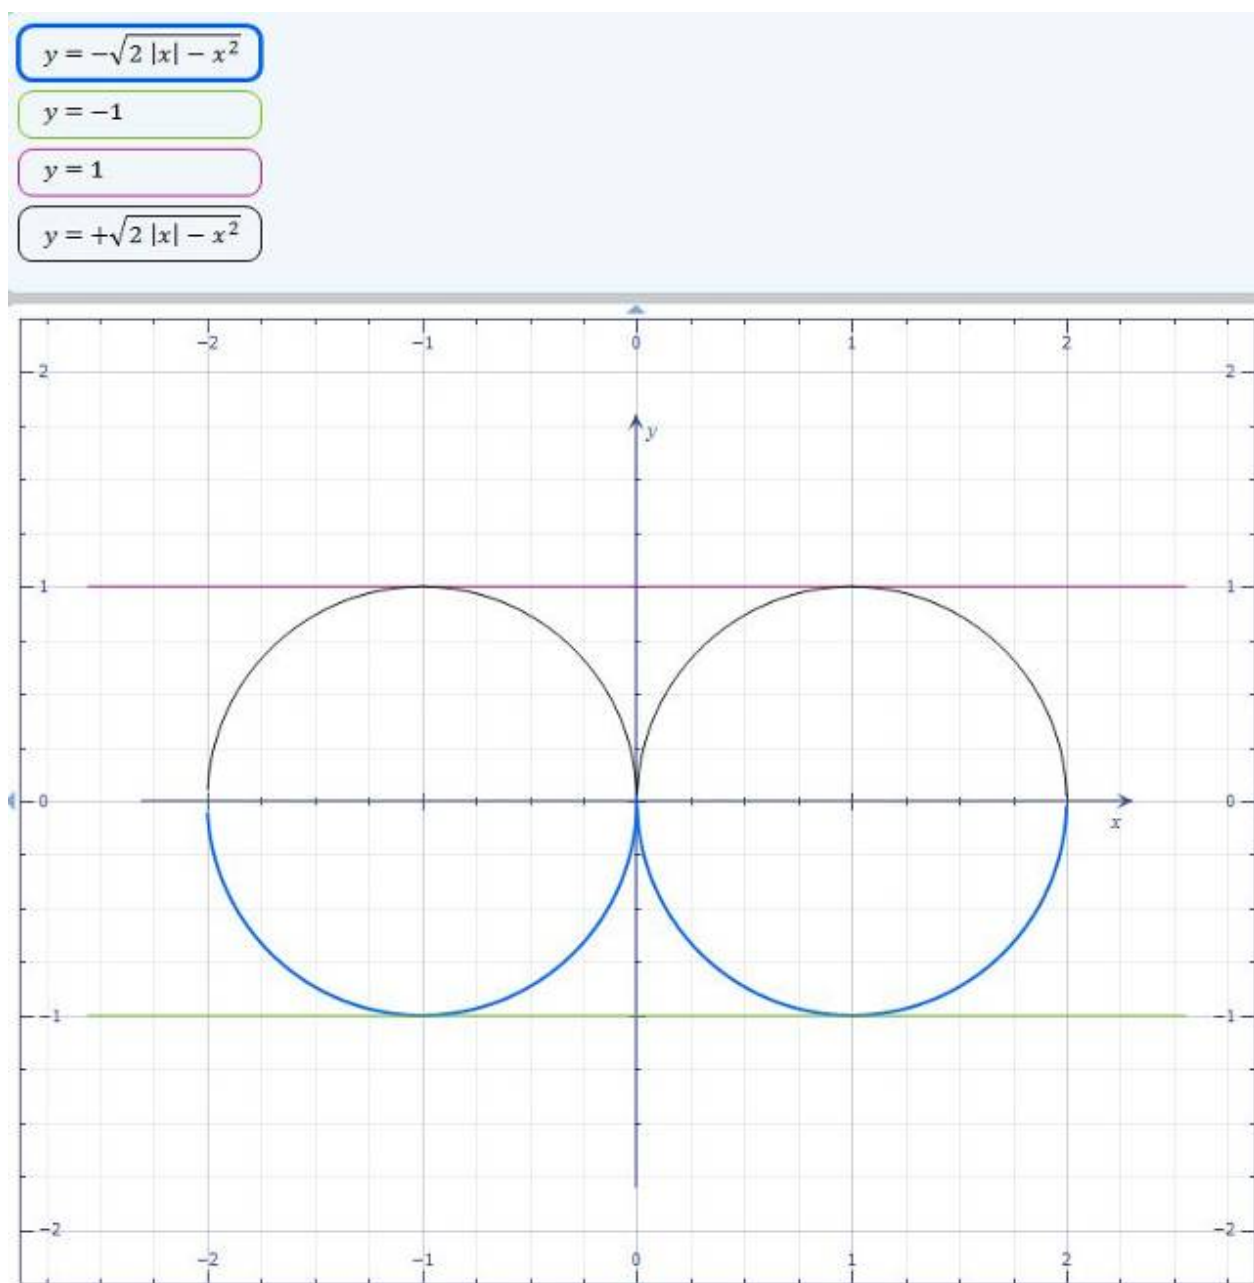 y = −√2 |x| − x²
y = −1
y = 1
y = +√2 |x| − x²
−2 −1 0 1 2
2 2
y
1 1
0 0
x
−1 −1
−2 −2
−2 −1 0 1 2